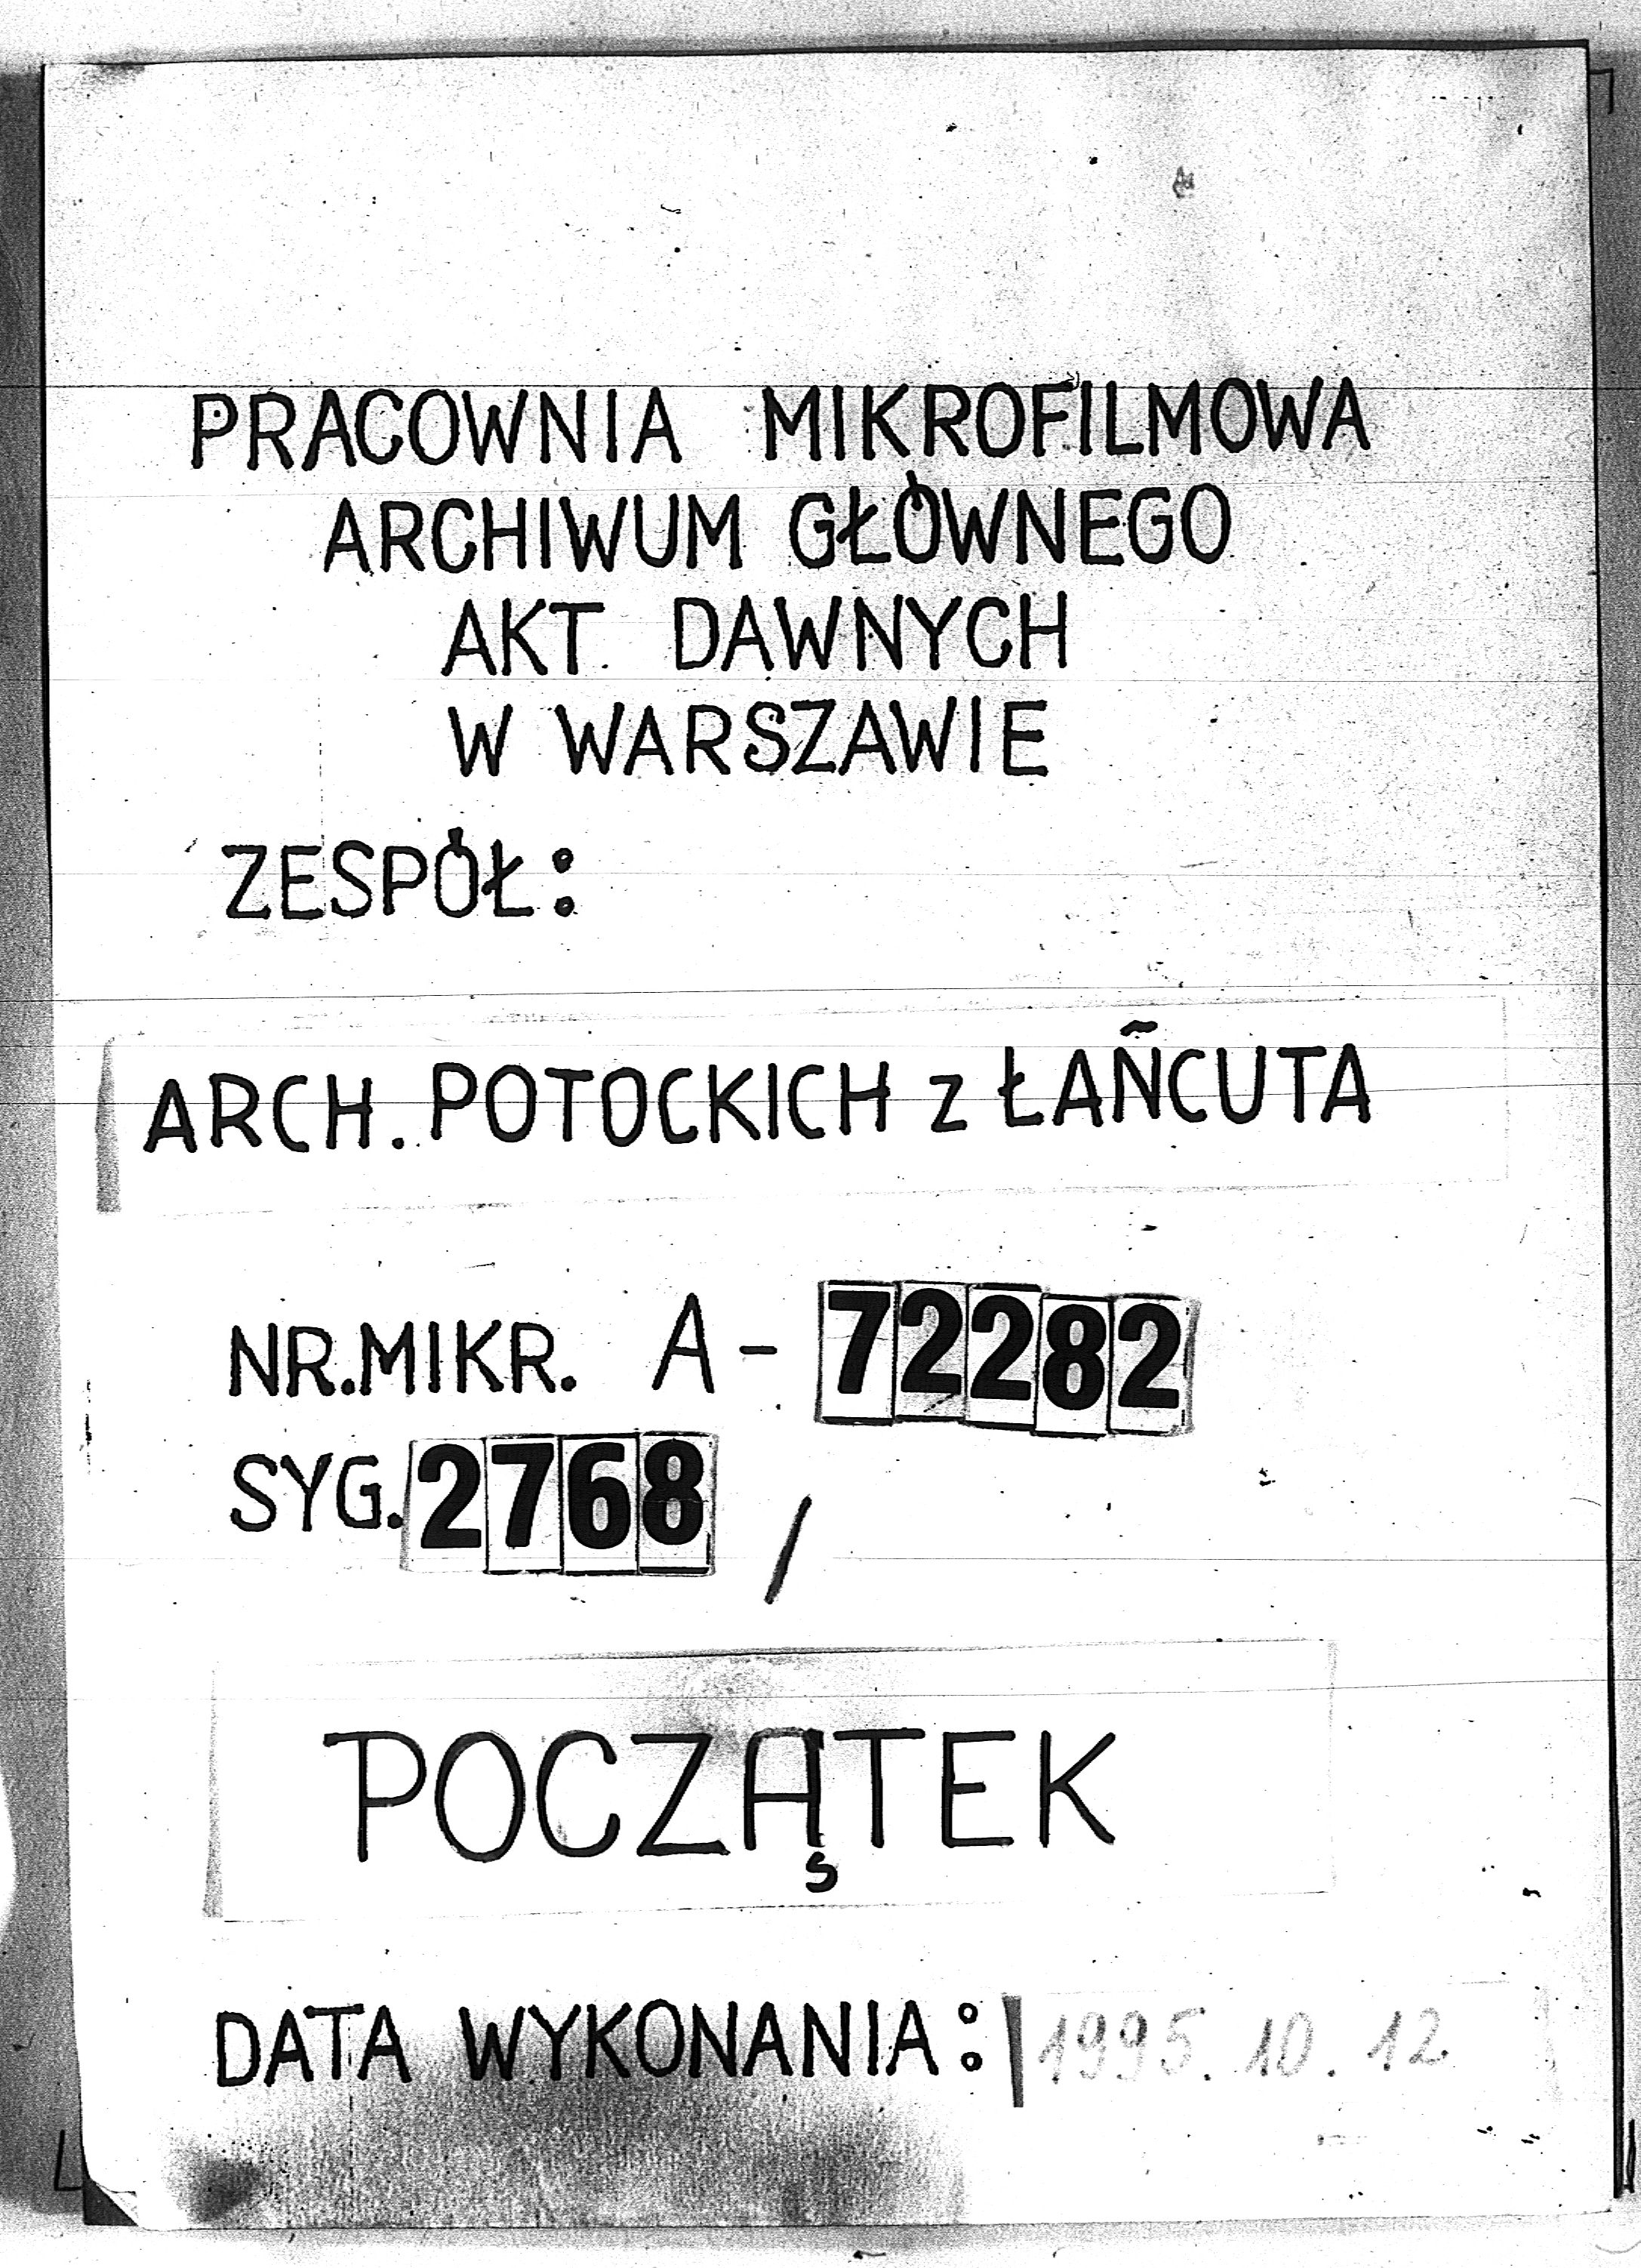 PRACOWNIA MIKROFILMOWA
ARCHIWUM GŁÓWNEGO
AKT DAWNYCH
W WARSZAWIE
ZESPÓŁ:
ARCH. POTOCKICH z ŁAŃCUTA
NR.MIKR. A-72282
SYG. 2768 /
POCZĄTEK
DATA WYKONANIA: 1995.10.12